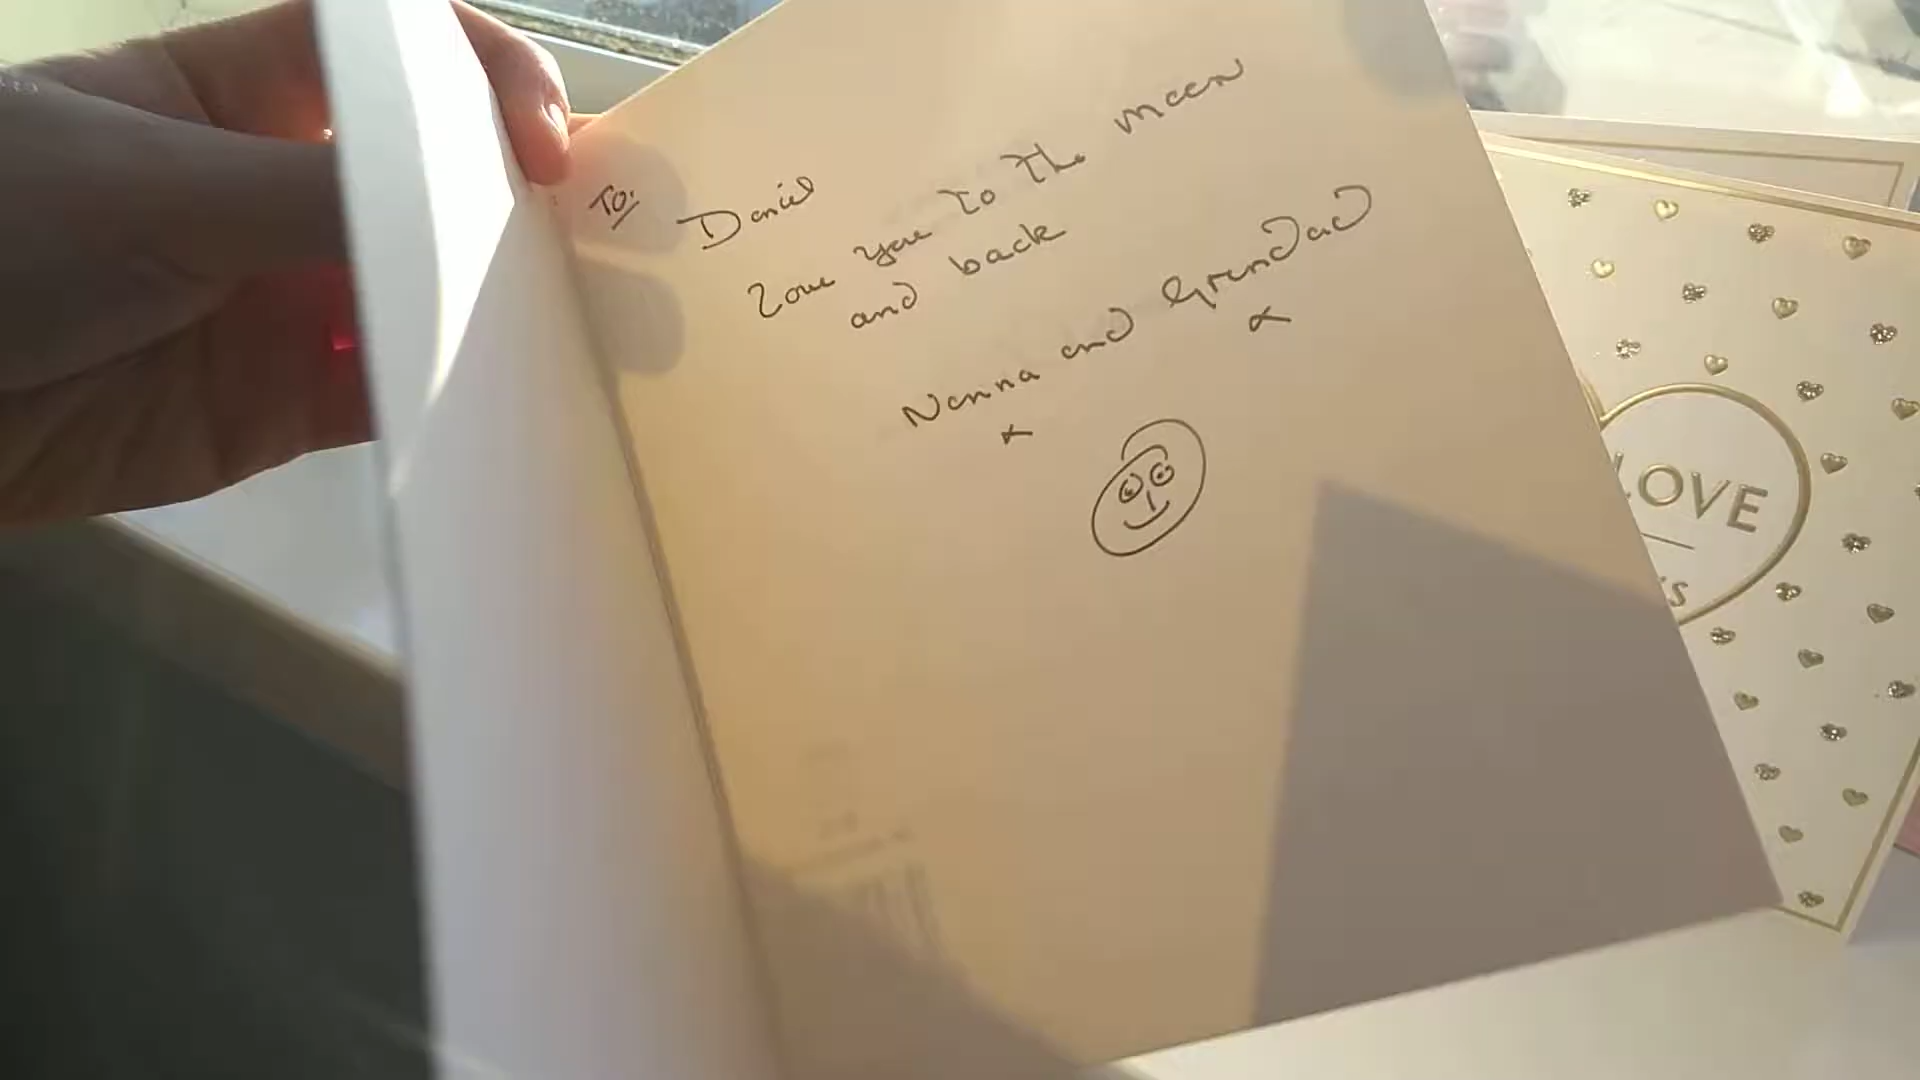 To: Daniel
Love you to the moon
and back
Nanna and Grandad
x x
LOVE